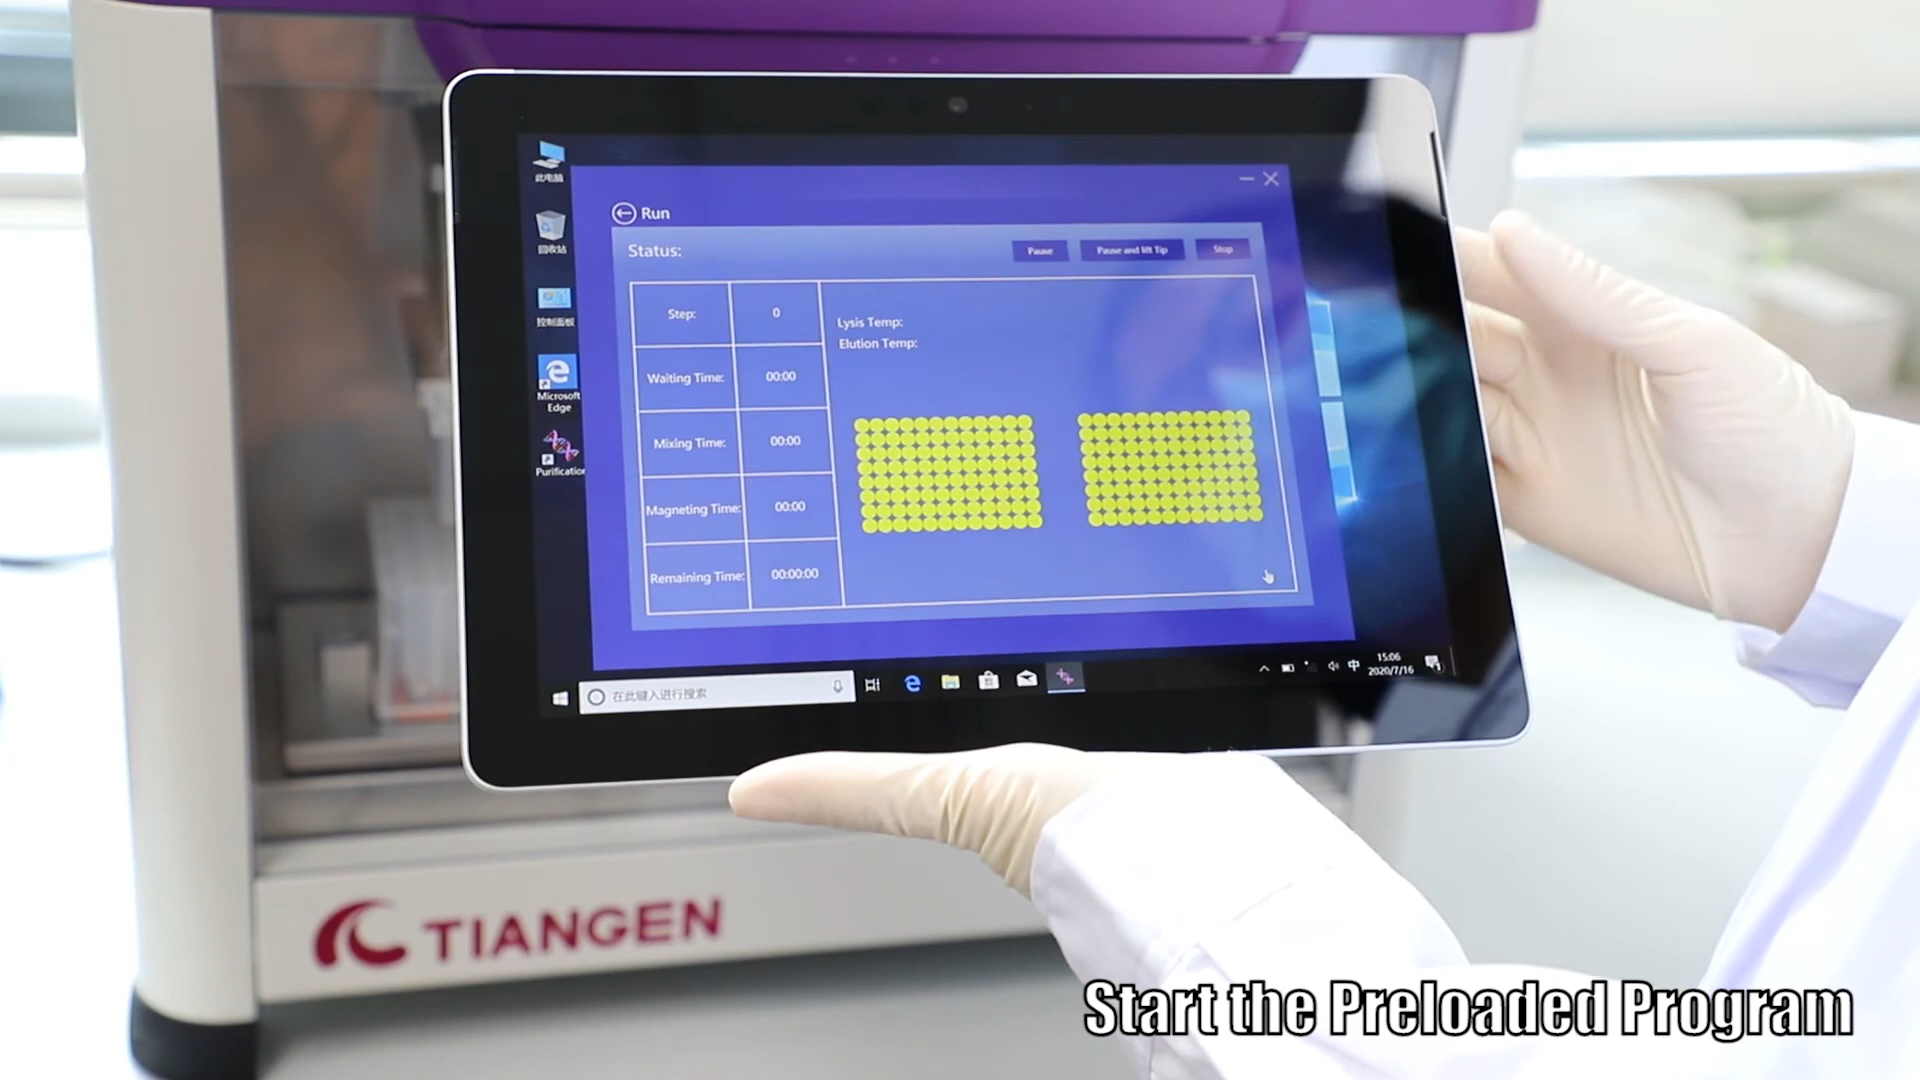 此电脑
回收站
控制面板
Microsoft
Edge
Purification
Run
Status:
Pause
Pause and lift Tip
Stop
Step:
0
Waiting Time:
00:00
Mixing Time:
00:00
Magneting Time:
00:00
Remaining Time:
00:00:00
Lysis Temp:
Elution Temp:
在此键入进行搜索
中
15:06
2020/7/16
TIANGEN
Start the Preloaded Program